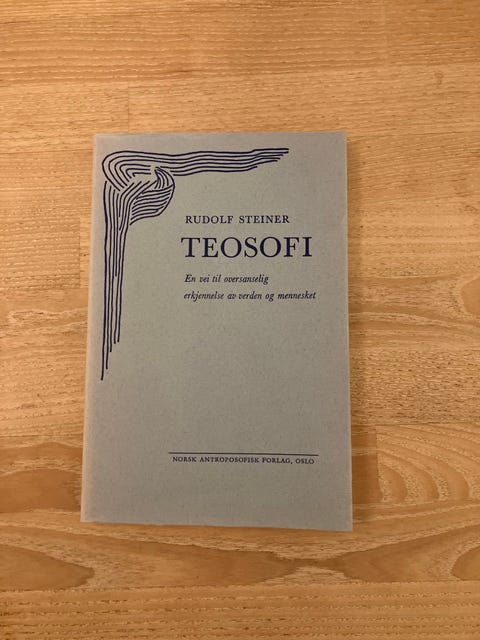 RUDOLF STEINER
TEOSOFI
En vei til oversanselig
erkjennelse av verden og mennesket
NORSK ANTROPOSOFISK FORLAG, OSLO